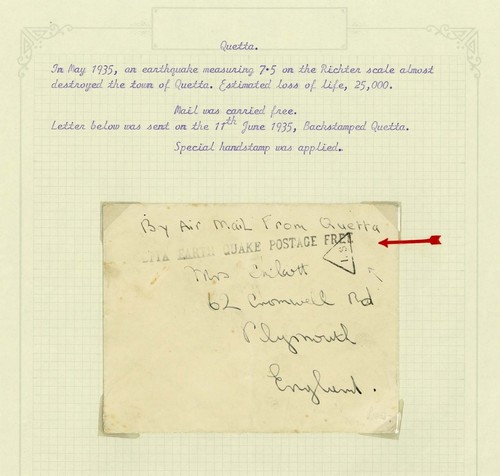 Quetta.
In May 1935, an earthquake measuring 7·5 on the Richter scale almost
destroyed the town of Quetta. Estimated loss of life, 25,000.
Mail was carried free.
Letter below was sent on the 11th June 1935, Backstamped Quetta.
Special handstamp was applied.
By Air Mail From Quetta
ETTA EARTH QUAKE POSTAGE FREE
Mrs
62 Cromwell Rd
Plymouth
England.